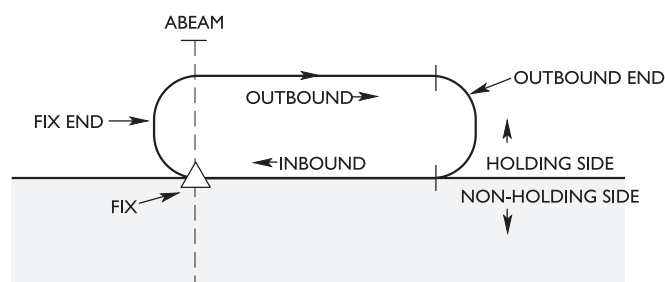 ABEAM
OUTBOUND END
OUTBOUND
FIX END
INBOUND
HOLDING SIDE
NON-HOLDING SIDE
FIX